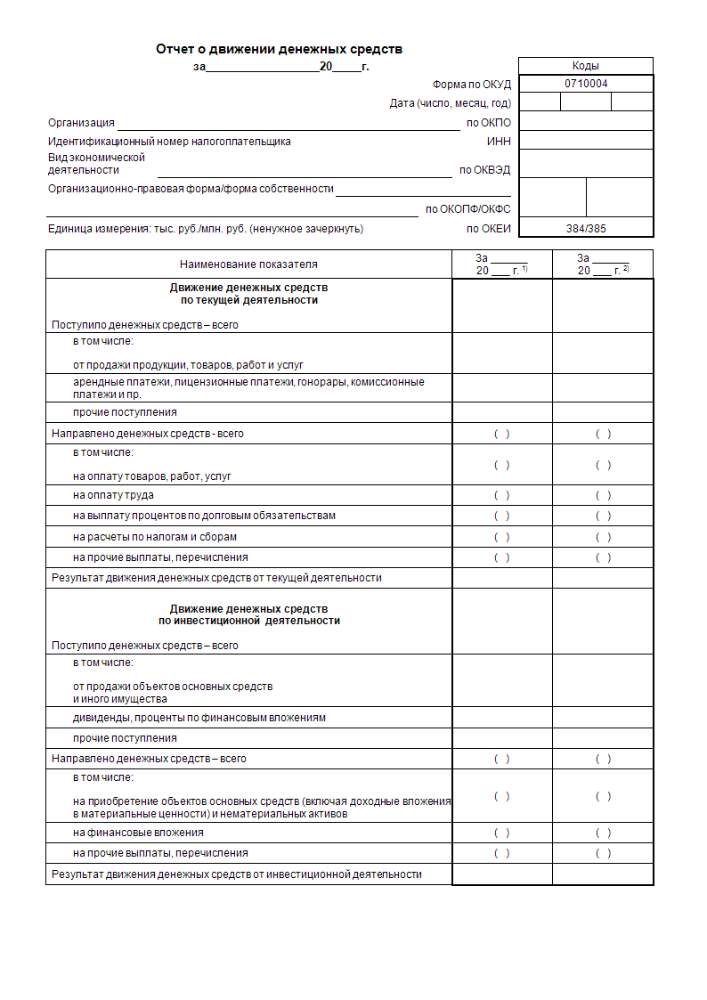 Отчет о движении денежных средств
за__________________20_____г.
Коды
Форма по ОКУД 0710004
Дата (число, месяц, год)
Организация по ОКПО
Идентификационный номер налогоплательщика ИНН
Вид экономической
деятельности по ОКВЭД
Организационно-правовая форма/форма собственности
по ОКОПФ/ОКФС
Единица измерения: тыс. руб./млн. руб. (ненужное зачеркнуть) по ОКЕИ 384/385
Наименование показателя За ______ 20 ___ г. 1) За ______ 20 ___ г. 2)
Движение денежных средств
по текущей деятельности
Поступило денежных средств – всего
в том числе:
от продажи продукции, товаров, работ и услуг
арендные платежи, лицензионные платежи, гонорары, комиссионные
платежи и пр.
прочие поступления
Направлено денежных средств - всего ( ) ( )
в том числе:
на оплату товаров, работ, услуг ( ) ( )
на оплату труда ( ) ( )
на выплату процентов по долговым обязательствам ( ) ( )
на расчеты по налогам и сборам ( ) ( )
на прочие выплаты, перечисления ( ) ( )
Результат движения денежных средств от текущей деятельности
Движение денежных средств
по инвестиционной деятельности
Поступило денежных средств – всего
в том числе:
от продажи объектов основных средств
и иного имущества
дивиденды, проценты по финансовым вложениям
прочие поступления
Направлено денежных средств – всего ( ) ( )
в том числе:
на приобретение объектов основных средств (включая доходные вложения
в материальные ценности) и нематериальных активов ( ) ( )
на финансовые вложения ( ) ( )
на прочие выплаты, перечисления ( ) ( )
Результат движения денежных средств от инвестиционной деятельности